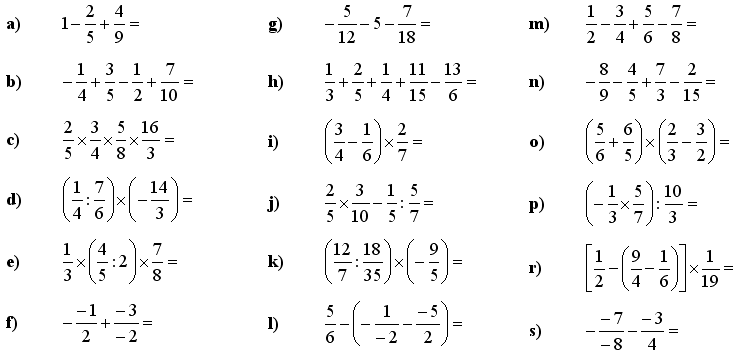 a) 1 - 2/5 + 4/9 =
b) -1/4 + 3/5 - 1/2 + 7/10 =
c) 2/5 × 3/4 × 5/8 × 16/3 =
d) (1/4 : 7/6) × (-14/3) =
e) 1/3 × (4/5 : 2) × 7/8 =
f) - -1/2 + -3/-2 =
g) -5/12 - 5 - 7/18 =
h) 1/3 + 2/5 + 1/4 + 11/15 - 13/6 =
i) (3/4 - 1/6) × 2/7 =
j) 2/5 × 3/10 - 1/5 : 5/7 =
k) (12/7 : 18/35) × (-9/5) =
l) 5/6 - (- 1/-2 - -5/2) =
m) 1/2 - 3/4 + 5/6 - 7/8 =
n) -8/9 - 4/5 + 7/3 - 2/15 =
o) (5/6 + 6/5) × (2/3 - 3/2) =
p) (-1/3 × 5/7) : 10/3 =
r) [1/2 - (9/4 - 1/6)] × 1/19 =
s) - -7/-8 - -3/4 =